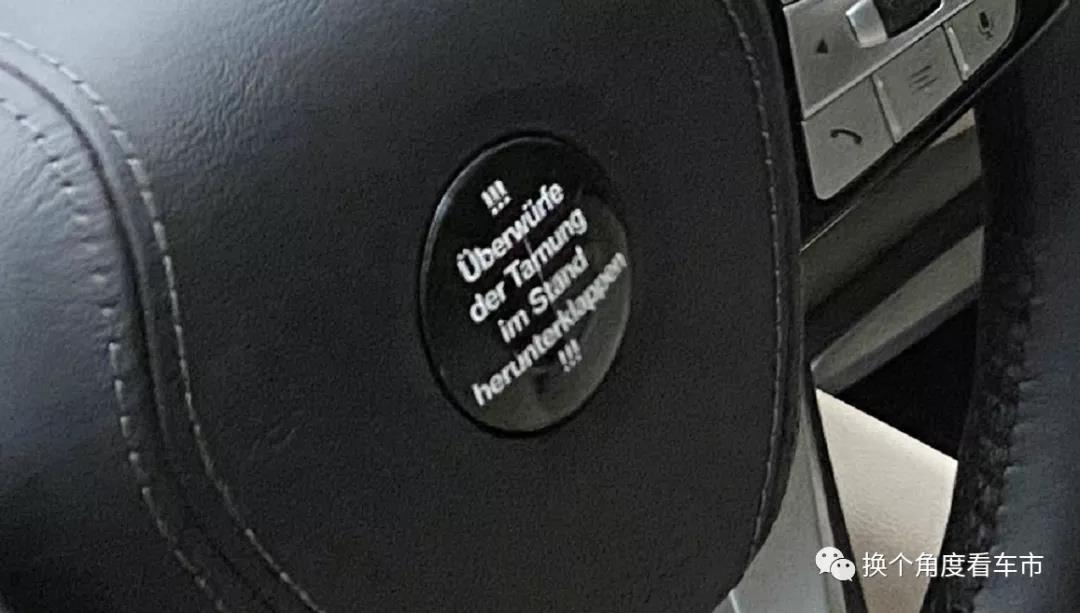 !!!
Überwürfe
der Tarnung
im Stand
herunterklappen
!!!
换个角度看车市